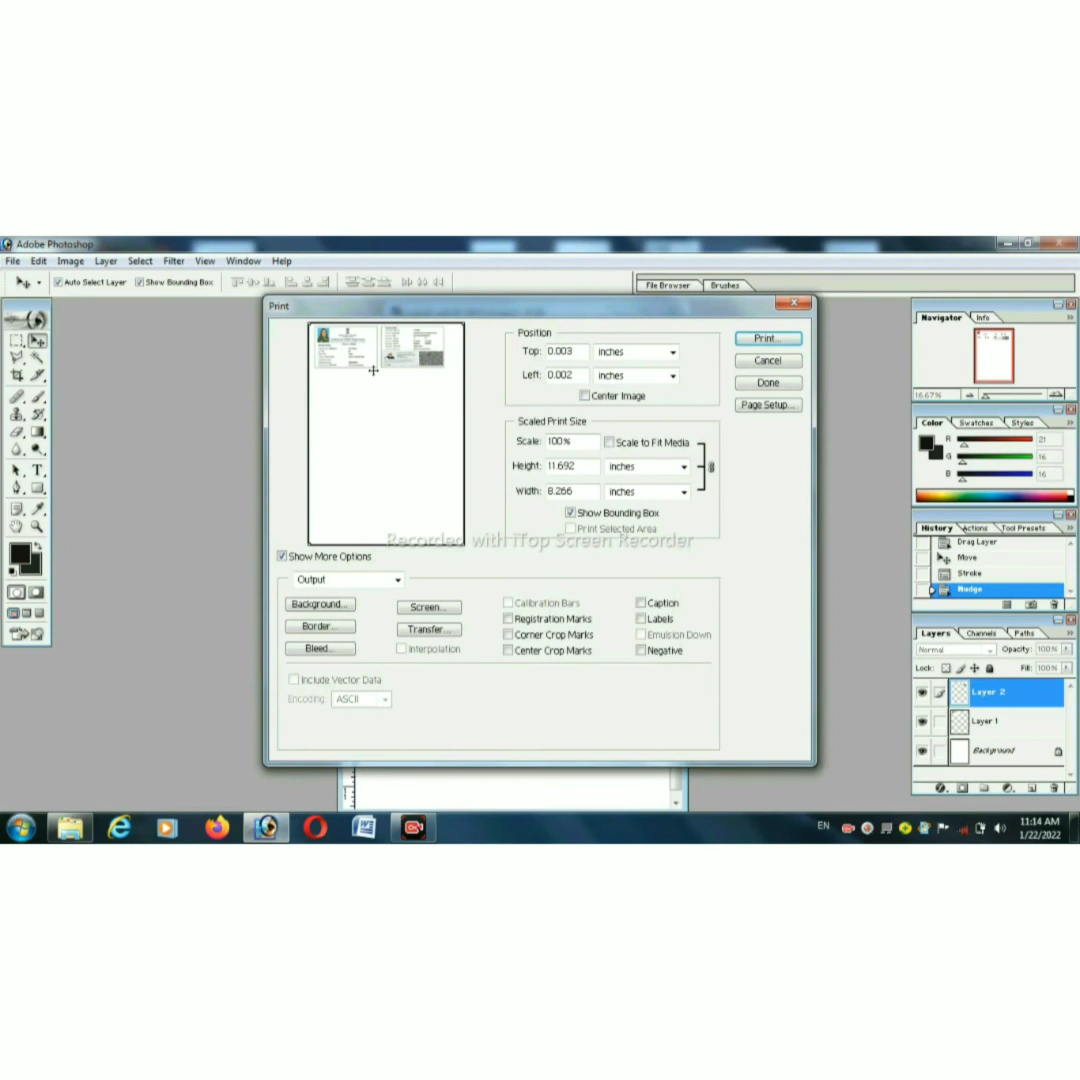 Adobe Photoshop
File Edit Image Layer Select Filter View Window Help
Auto Select Layer Show Bounding Box
File Browser Brushes
Print
Position
Top: 0.003 inches
Left: 0.002 inches
Center Image
Scaled Print Size
Scale: 100% Scale to Fit Media
Height: 11.692 inches
Width: 8.266 inches
Show Bounding Box
Print Selected Area
Print...
Cancel
Done
Page Setup...
Recorded with iTop Screen Recorder
Show More Options
Output
Background...
Border...
Bleed...
Screen...
Transfer...
Interpolation
Calibration Bars
Registration Marks
Corner Crop Marks
Center Crop Marks
Caption
Labels
Emulsion Down
Negative
Include Vector Data
Encoding: ASCII
Navigator Info
16.67%
Color Swatches Styles
R 21
G 16
B 16
History Actions Tool Presets
Drag Layer
Move
Stroke
Nudge
Layers Channels Paths
Normal Opacity: 100%
Lock: Fill: 100%
Layer 2
Layer 1
Background
EN
11:14 AM
1/22/2022